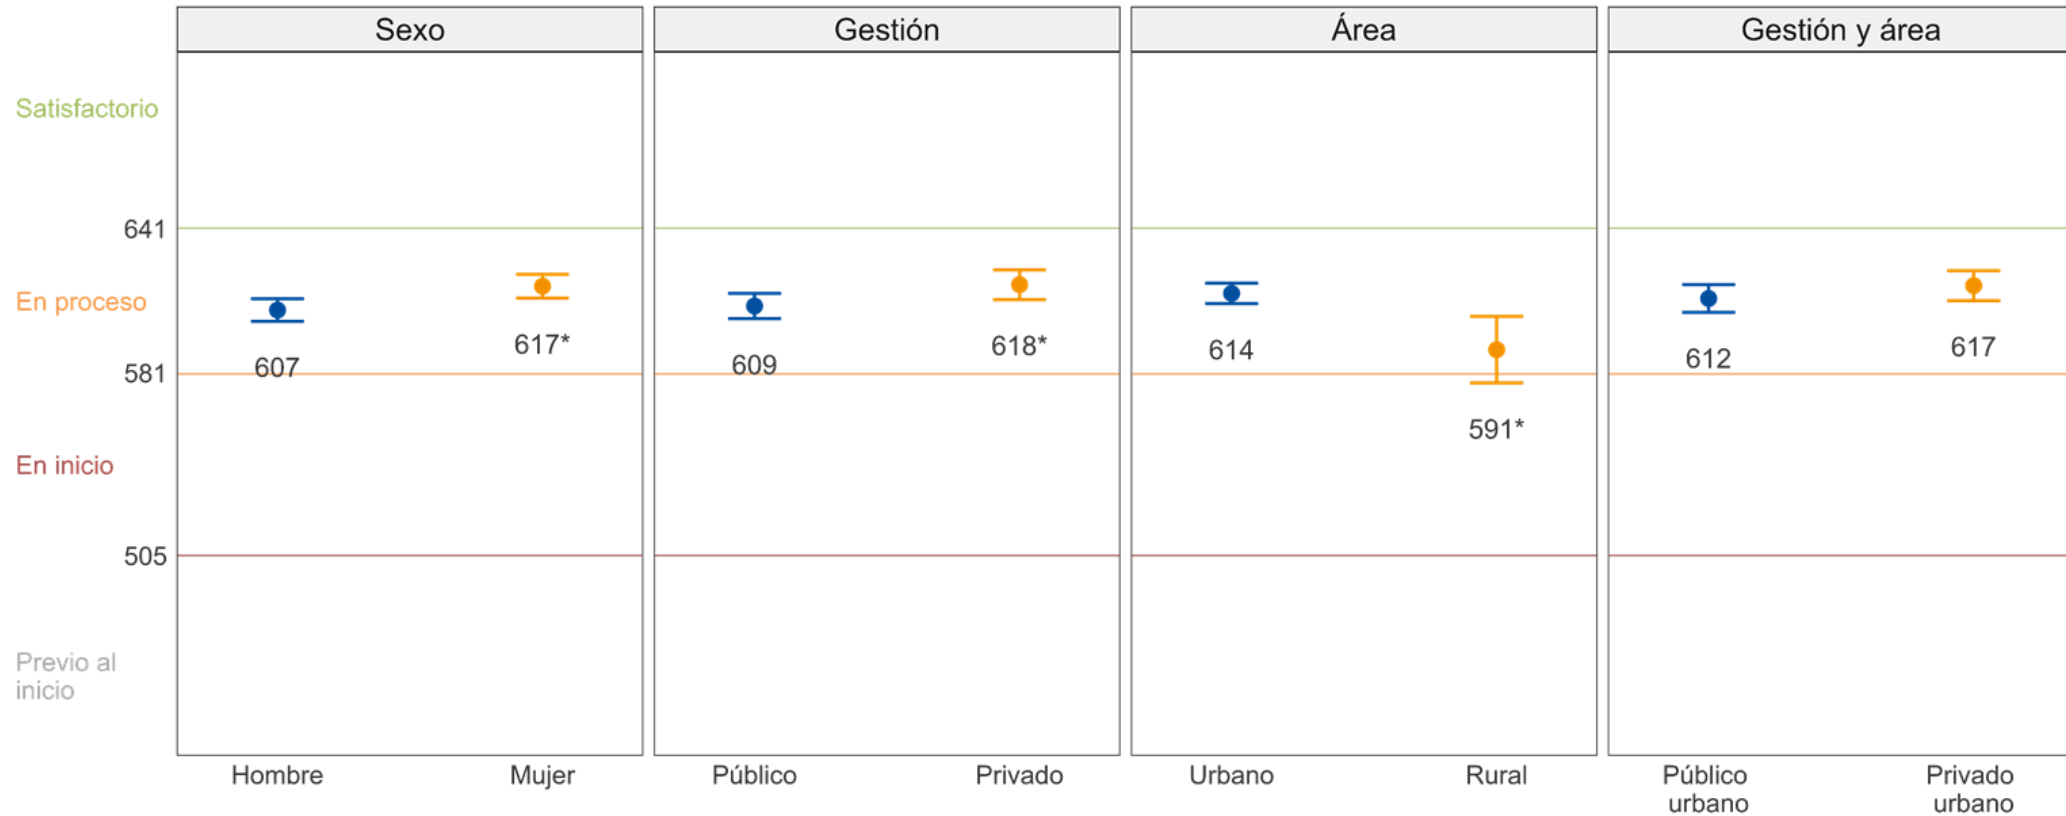 Sexo
Gestión
Área
Gestión y área
Satisfactorio
641
En proceso
607
617*
609
618*
614
591*
612
617
581
En inicio
505
Previo al
inicio
Hombre
Mujer
Público
Privado
Urbano
Rural
Público
urbano
Privado
urbano